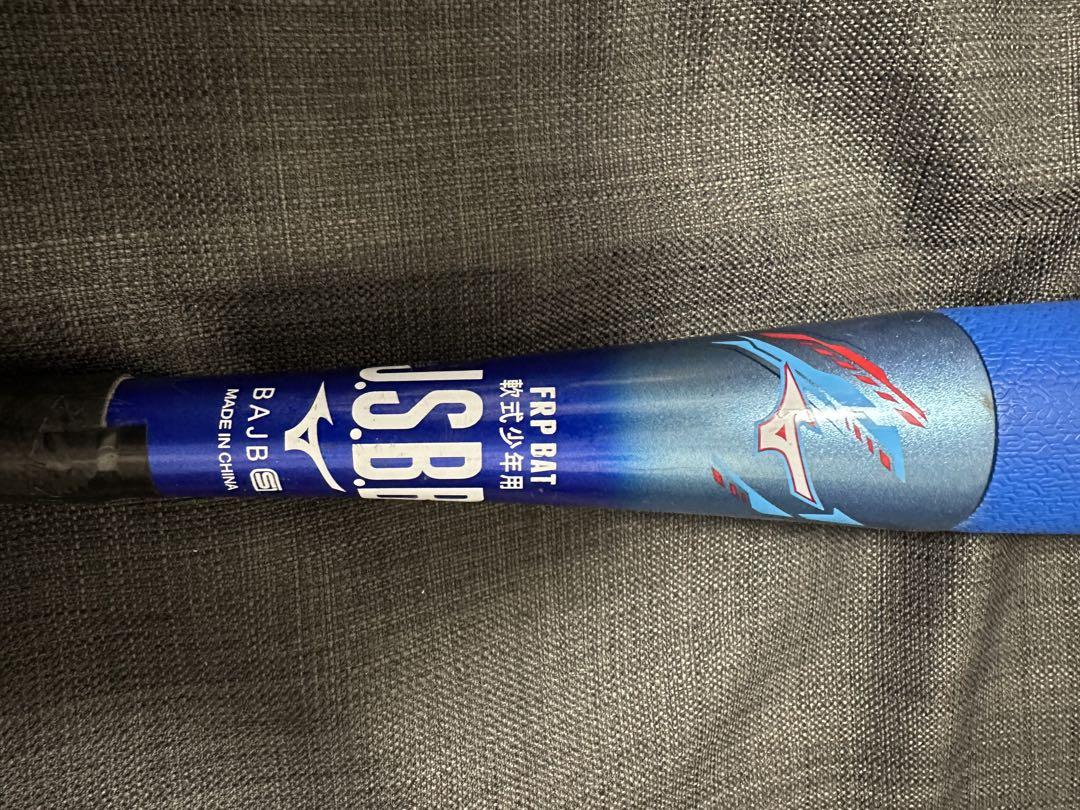 FRP BAT
軟式少年用
J.S.B.B
BAJB S
MADE IN CHINA